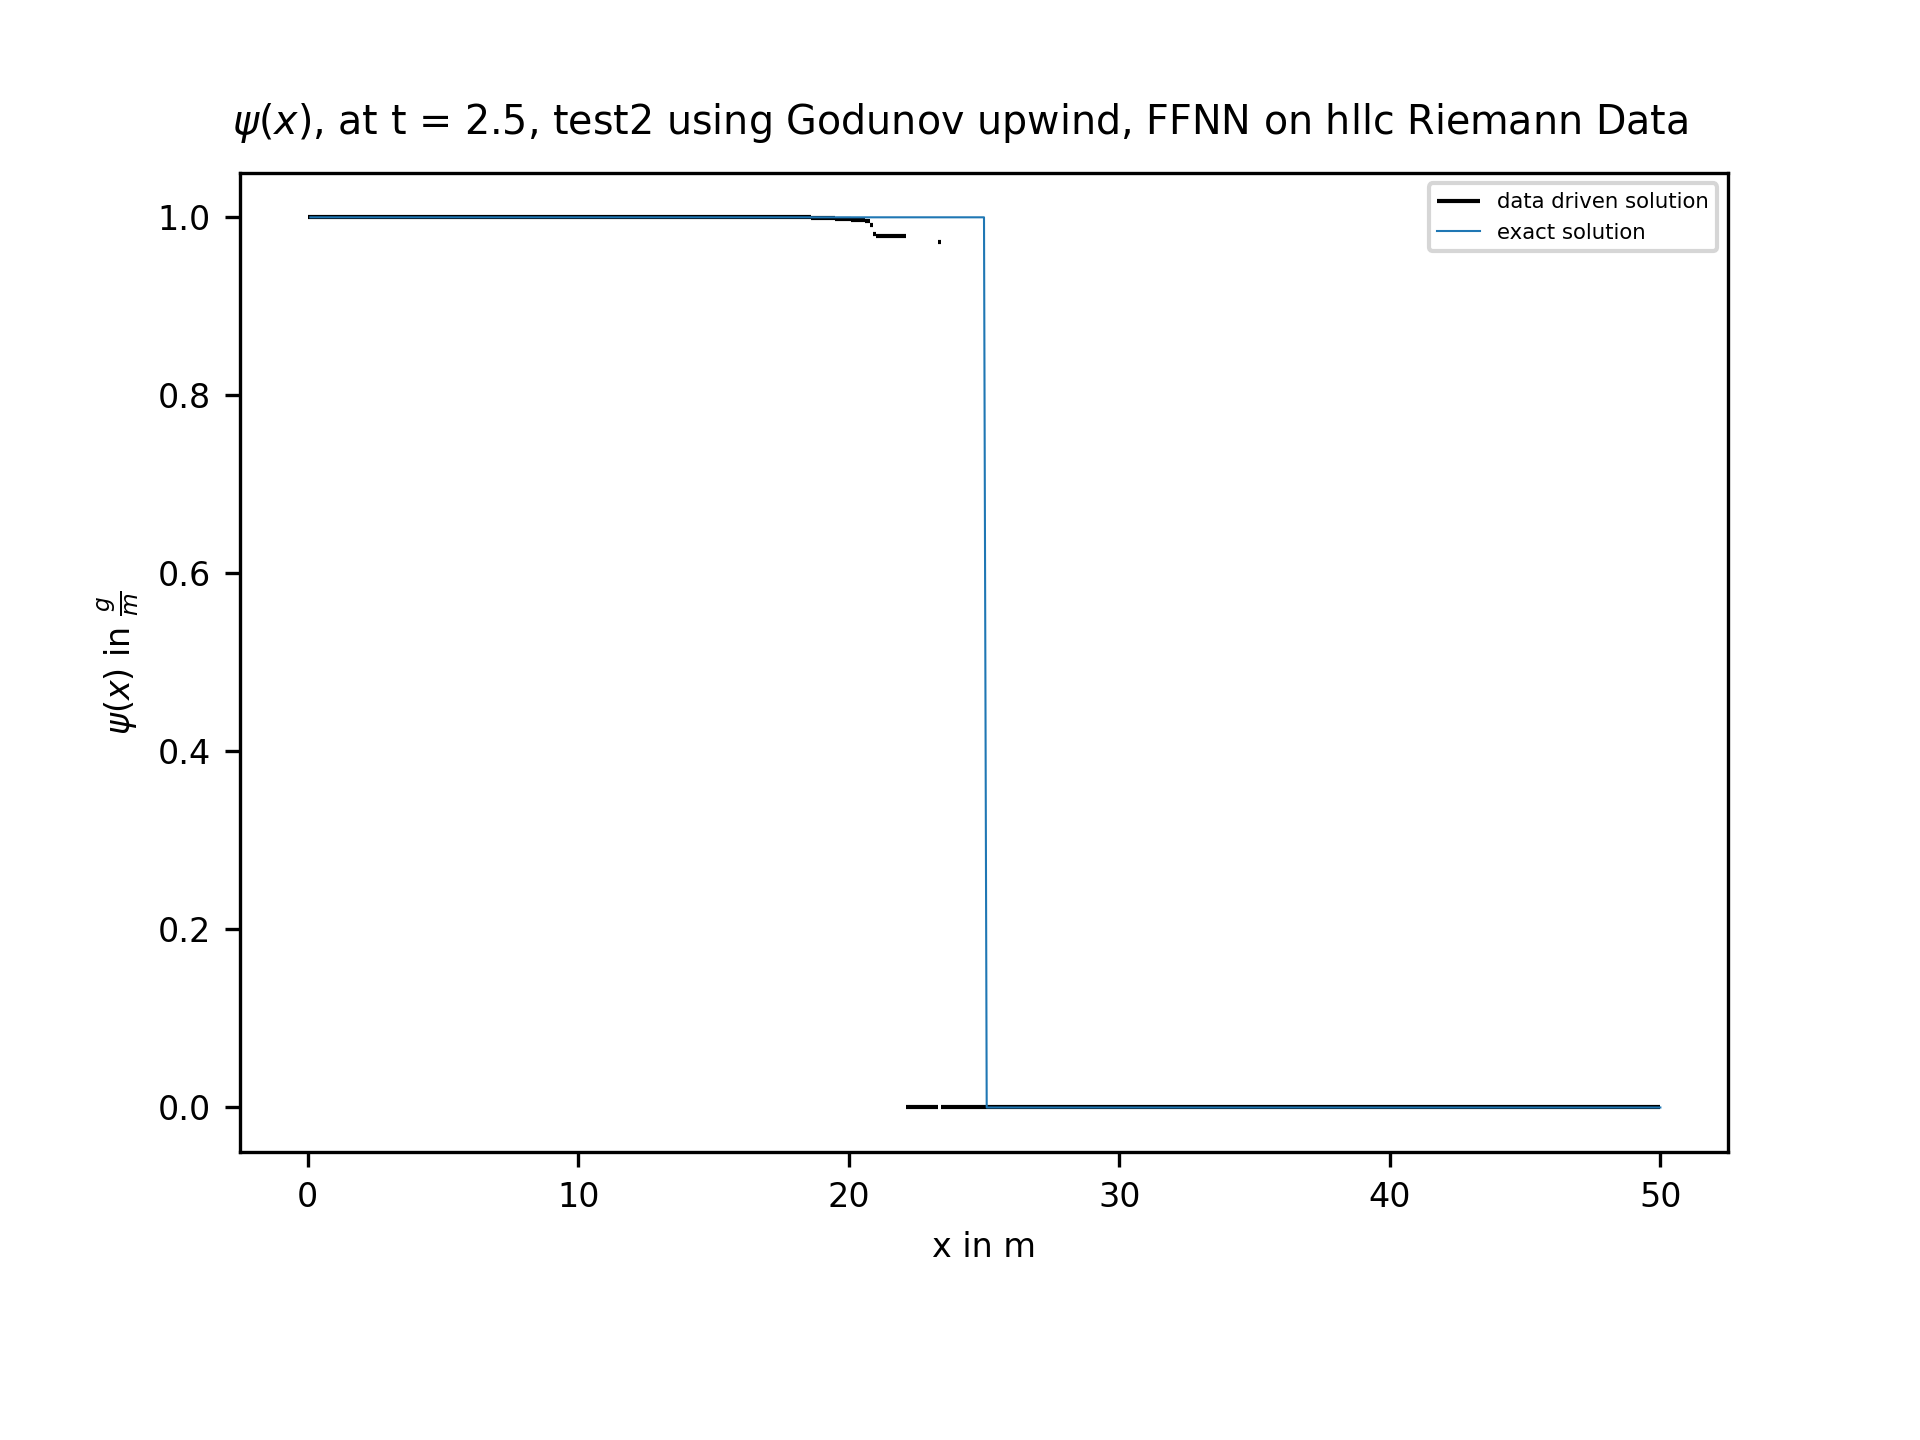 ψ(x), at t = 2.5, test2 using Godunov upwind, FFNN on hllc Riemann Data
data driven solution
exact solution
1.0
0.8
0.6
0.4
0.2
0.0
ψ(x) in g/m
0 10 20 30 40 50
x in m